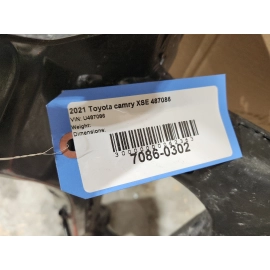 2021 Toyota camry XSE 487086
VIN: U487086
Weight:
Dimensions:
7086-0302